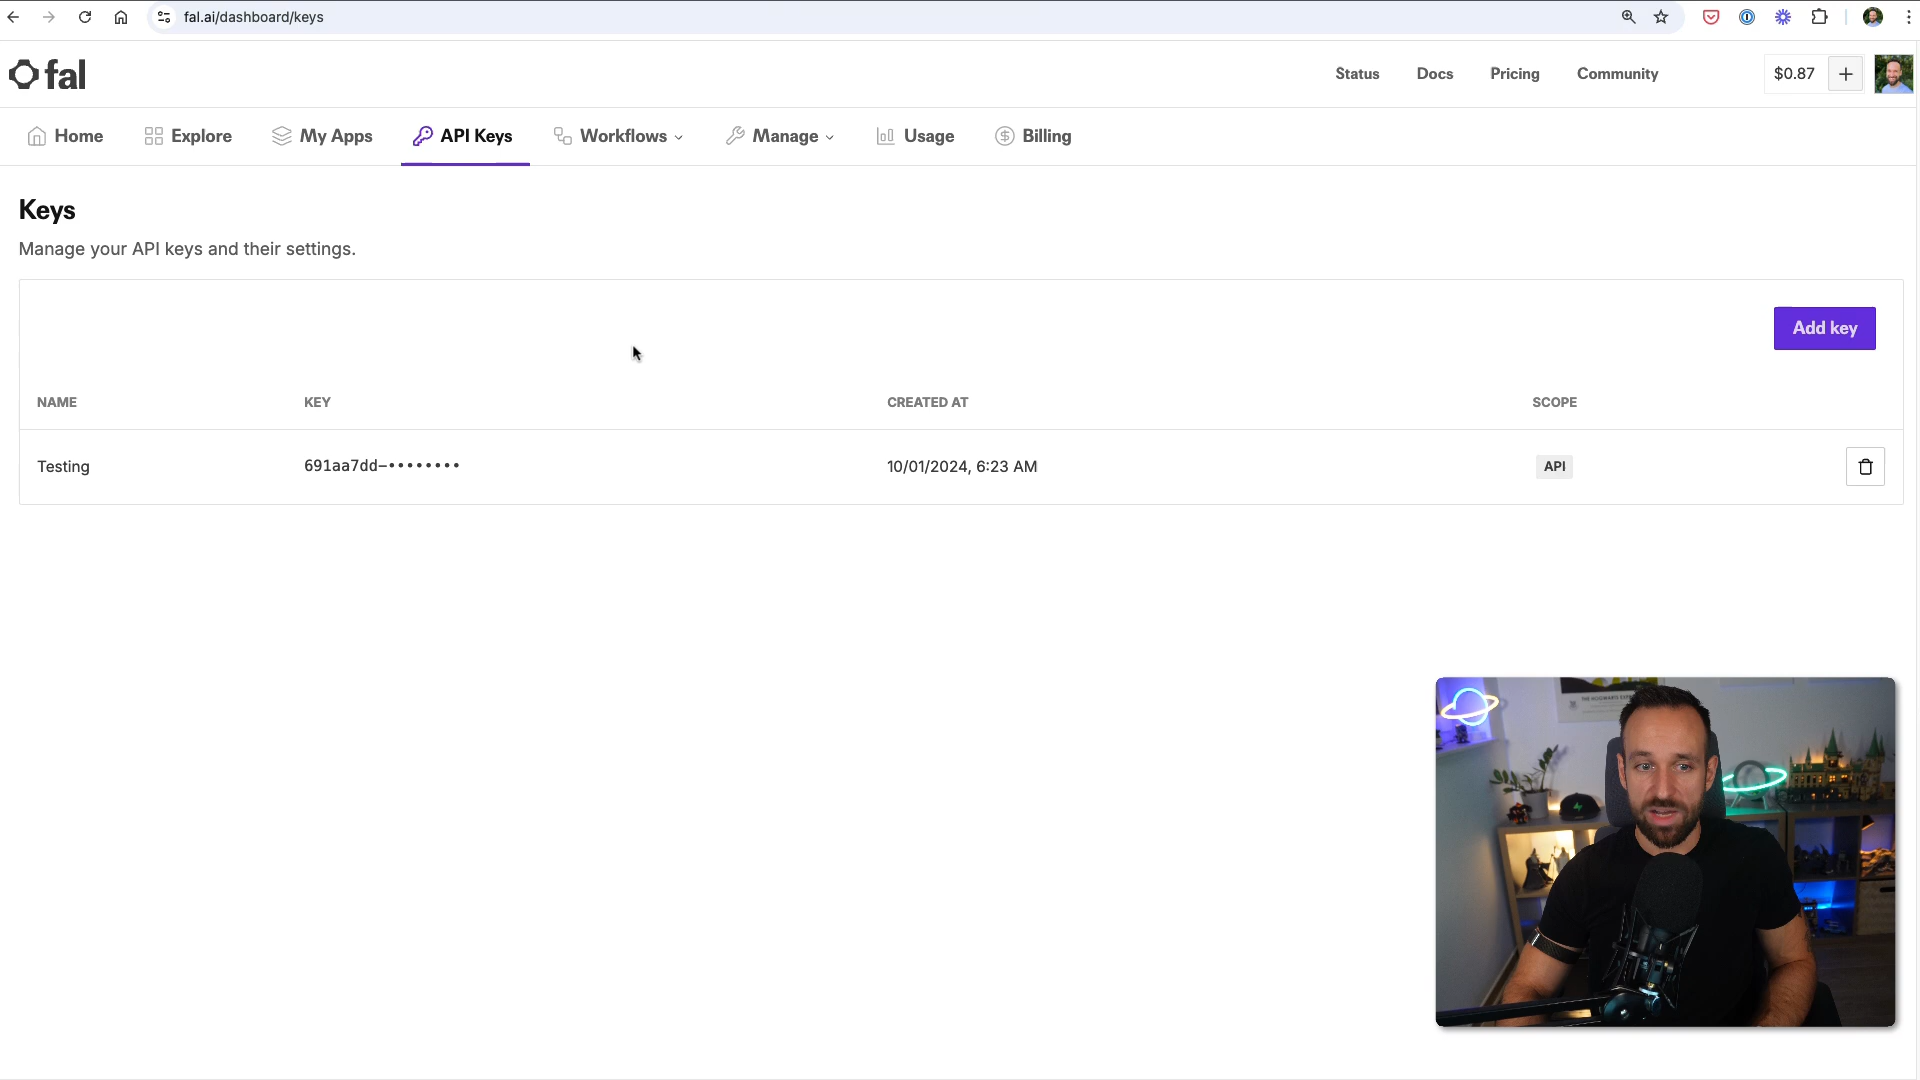 fal.ai/dashboard/keys
fal
Status Docs Pricing Community $0.87 +
Home Explore My Apps API Keys Workflows Manage Usage Billing
Keys
Manage your API keys and their settings.
Add key
NAME KEY CREATED AT SCOPE
Testing 691aa7dd-•••••••• 10/01/2024, 6:23 AM API